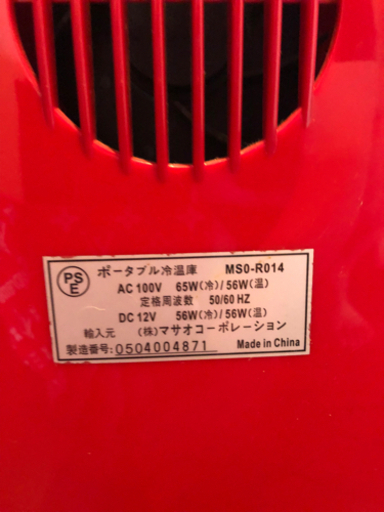 PSE ポータブル冷温庫 MS0-R014
AC 100V 65W(冷)/56W(温)
定格周波数 50/60 HZ
DC 12V 56W(冷)/56W(温)
輸入元 (株)マサオコーポレーション
製造番号:0504004871 Made in China